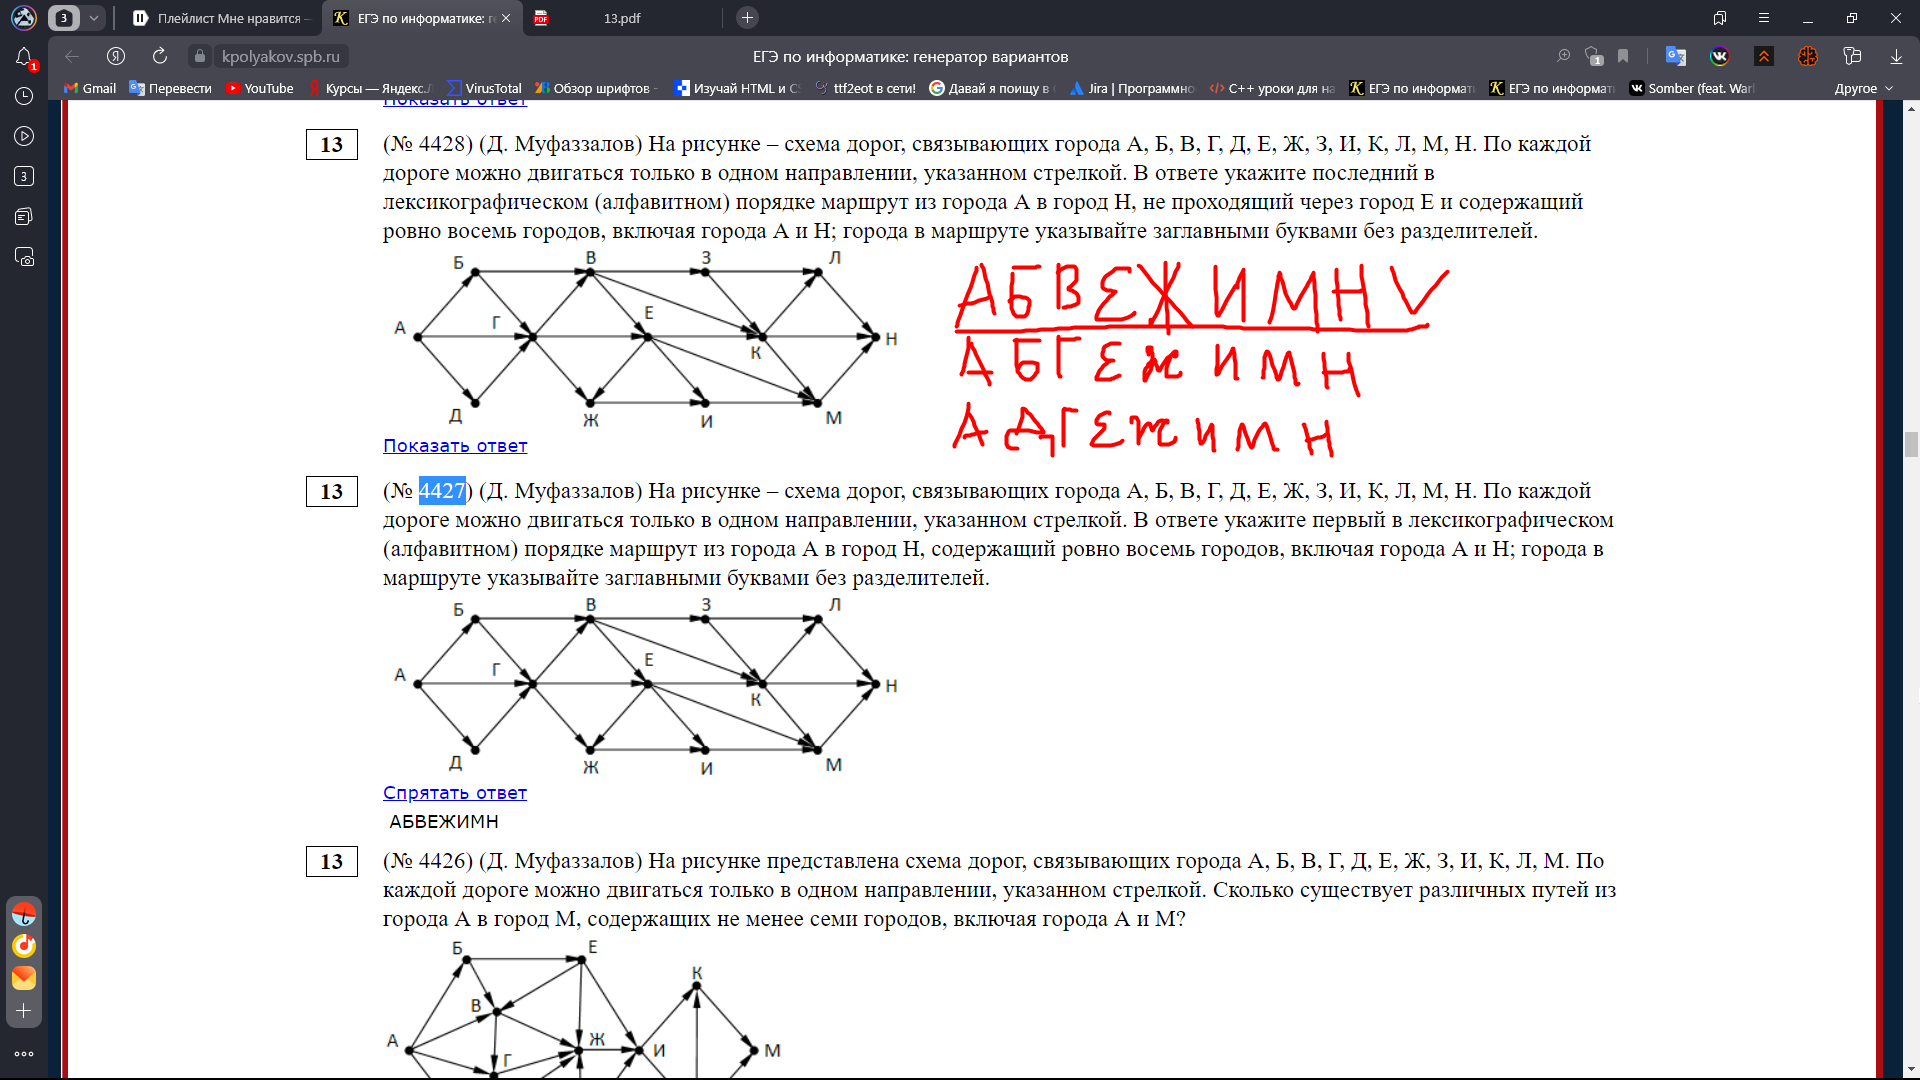 3
Плейлист Мне нравится —
ЕГЭ по информатике: ге
13.pdf
1
kpolyakov.spb.ru
ЕГЭ по информатике: генератор вариантов
1
Gmail
Перевести
YouTube
Курсы — Яндекс.
VirusTotal
Обзор шрифтов -
Изучай HTML и CS
ttf2eot в сети!
Давай я поищу в
Jira | Программно
C++ уроки для на
ЕГЭ по информат
ЕГЭ по информат
Somber (feat. Warl
Другое
3
Показать ответ
13
(№ 4428) (Д. Муфаззалов) На рисунке – схема дорог, связывающих города А, Б, В, Г, Д, Е, Ж, З, И, К, Л, М, Н. По каждой
дороге можно двигаться только в одном направлении, указанном стрелкой. В ответе укажите последний в
лексикографическом (алфавитном) порядке маршрут из города А в город Н, не проходящий через город Е и содержащий
ровно восемь городов, включая города А и Н; города в маршруте указывайте заглавными буквами без разделителей.
Б В З Л
А Г Е К Н
Д Ж И М
АБВЕЖИМН V
АБГЕЖИМН
АДГЕЖИМН
Показать ответ
13
(№ 4427) (Д. Муфаззалов) На рисунке – схема дорог, связывающих города А, Б, В, Г, Д, Е, Ж, З, И, К, Л, М, Н. По каждой
дороге можно двигаться только в одном направлении, указанном стрелкой. В ответе укажите первый в лексикографическом
(алфавитном) порядке маршрут из города А в город Н, содержащий ровно восемь городов, включая города А и Н; города в
маршруте указывайте заглавными буквами без разделителей.
Б В З Л
А Г Е К Н
Д Ж И М
Спрятать ответ
АБВЕЖИМН
13
(№ 4426) (Д. Муфаззалов) На рисунке представлена схема дорог, связывающих города А, Б, В, Г, Д, Е, Ж, З, И, К, Л, М. По
каждой дороге можно двигаться только в одном направлении, указанном стрелкой. Сколько существует различных путей из
города А в город М, содержащих не менее семи городов, включая города А и М?
Б Е
К
В
А Ж И М
Г